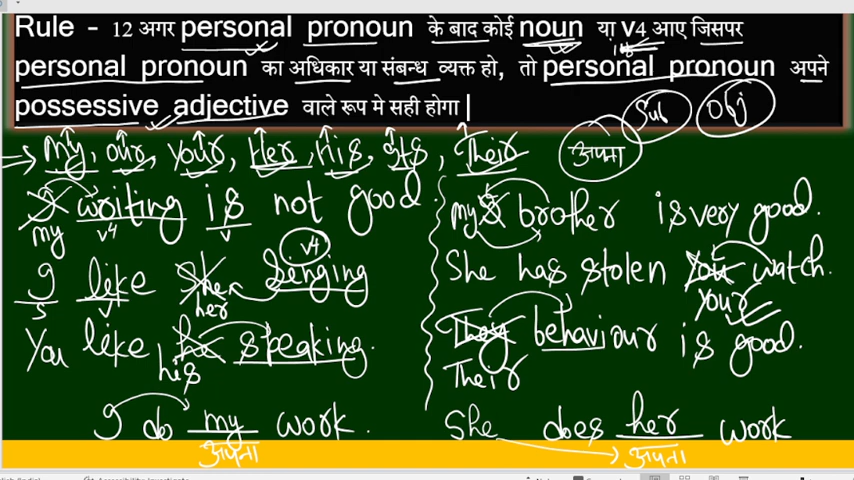 Rule - 12 अगर personal pronoun के बाद कोई noun या v4 आए जिसपर
personal pronoun का अधिकार या संबन्ध व्यक्त हो, तो personal pronoun अपने
possessive adjective वाले रूप मे सही होगा |
Sub Obj
my, our, your, Her, His, its, Their
अपना
I writing is not good.
my v4 v
I like She singing
S V her v4
You like he speaking.
his
I do my work.
अपना
my I brother is very good.
She has stolen you watch.
your
They behaviour is good.
Their
She does her work
अपना